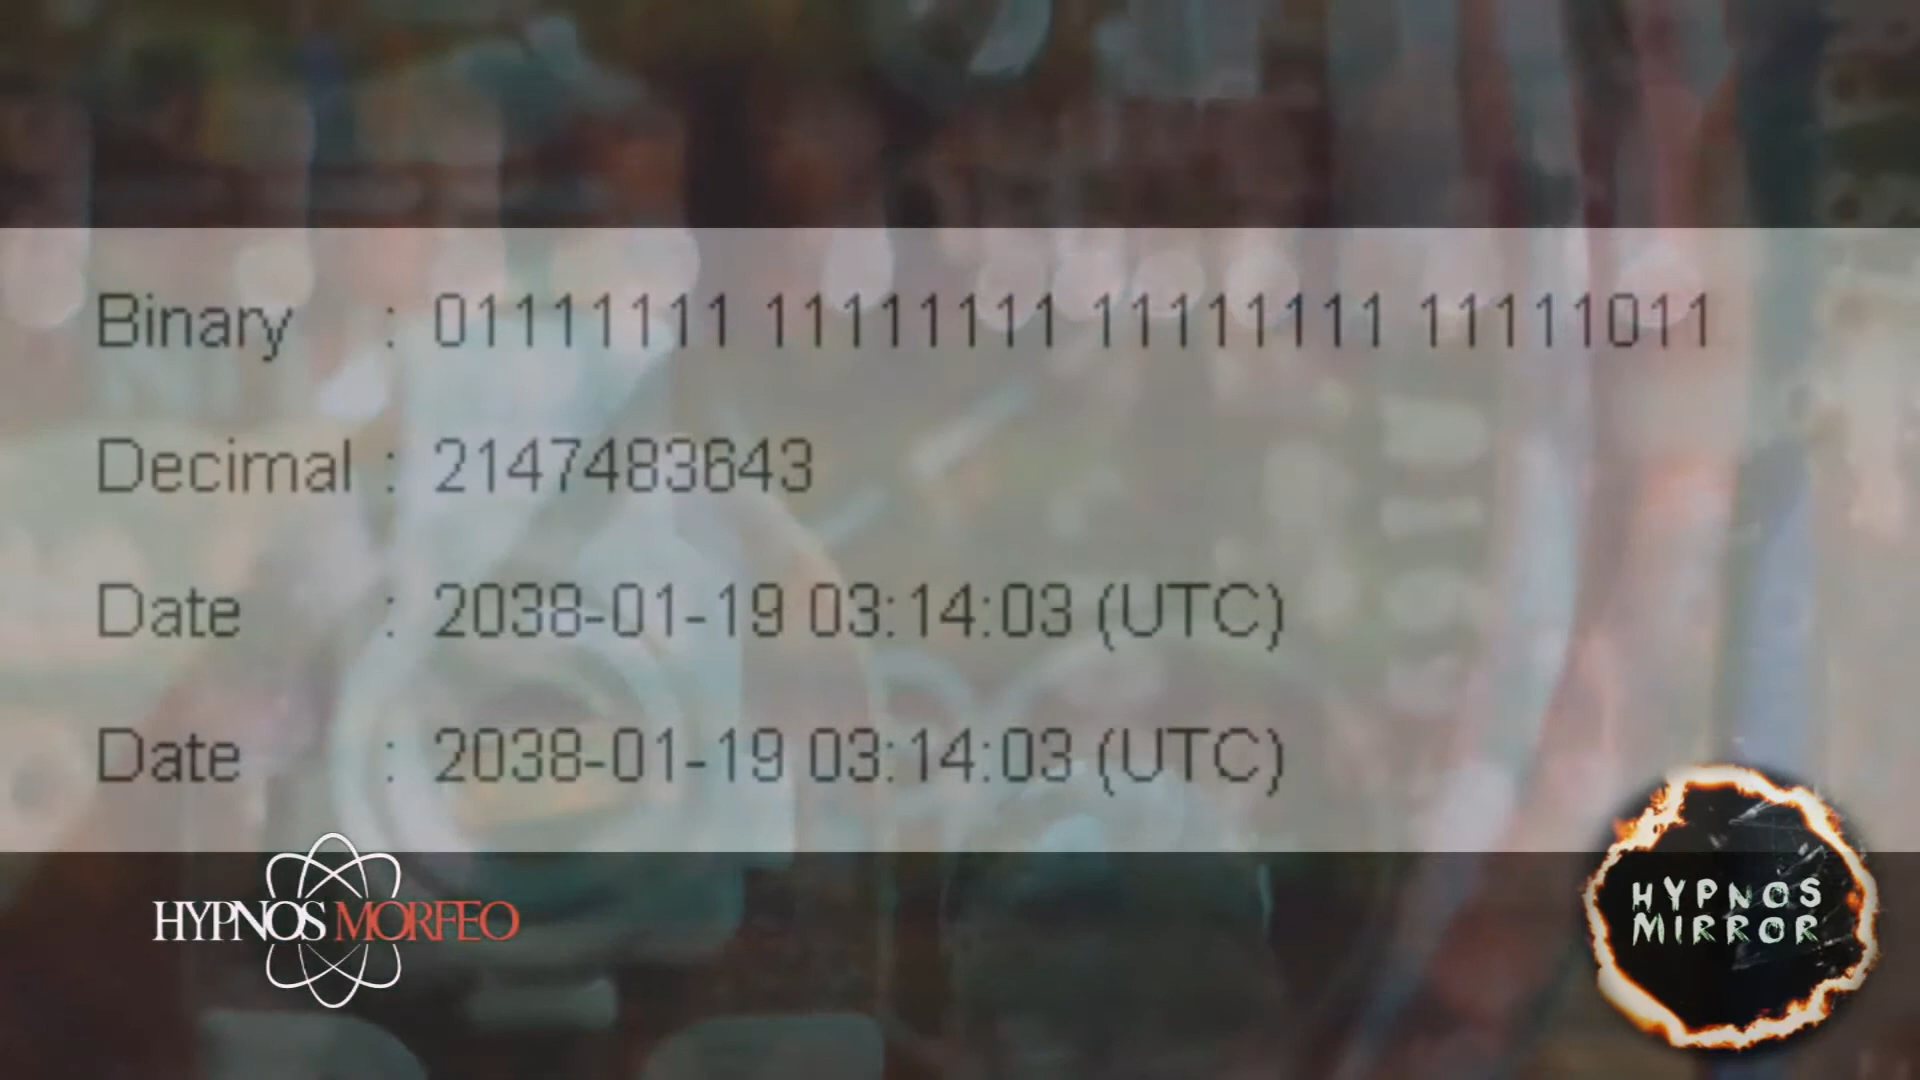 Binary : 01111111 11111111 11111111 11111011
Decimal : 2147483643
Date : 2038-01-19 03:14:03 (UTC)
Date : 2038-01-19 03:14:03 (UTC)
HYPNOS MORFEO
HYPNOS
MIRROR